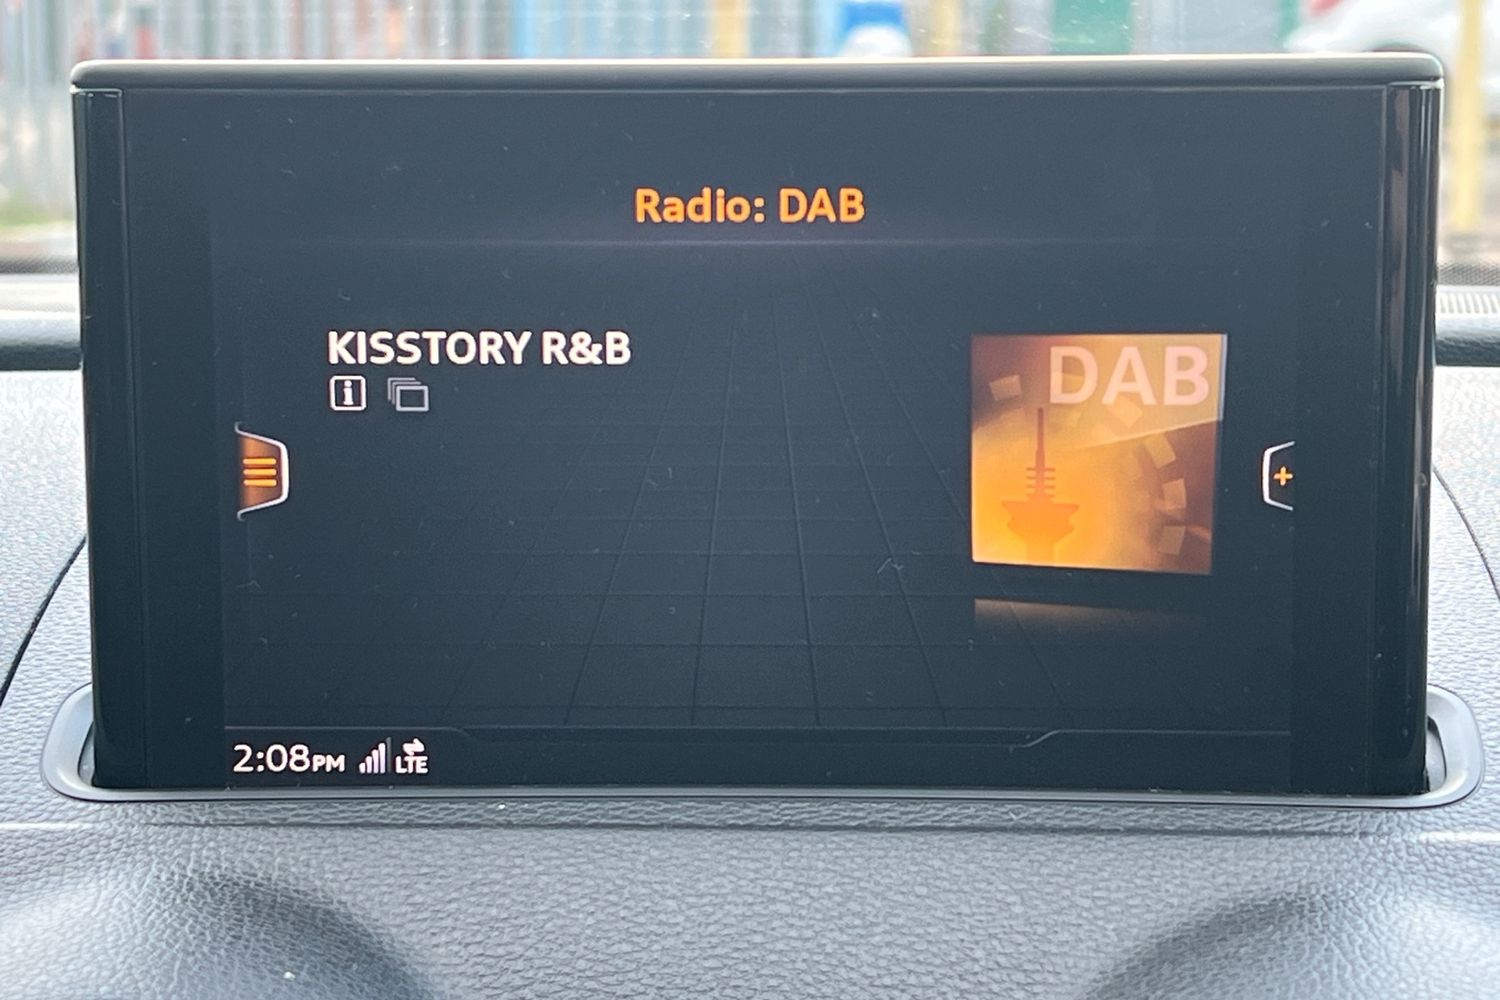 Radio: DAB
KISSTORY R&B
i
DAB
2:08PM LTE